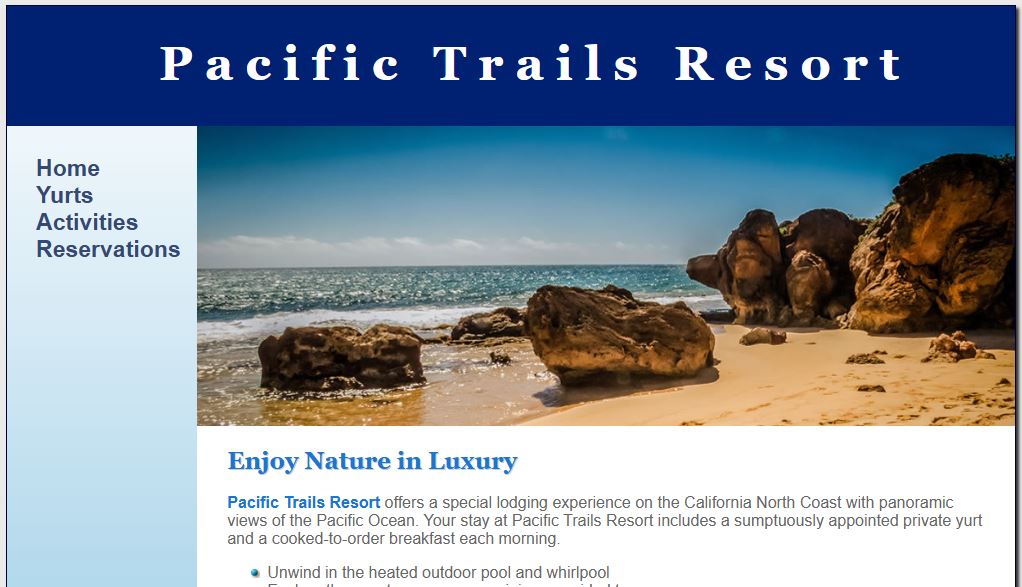 Pacific Trails Resort
Home
Yurts
Activities
Reservations
Enjoy Nature in Luxury
Pacific Trails Resort offers a special lodging experience on the California North Coast with panoramic
views of the Pacific Ocean. Your stay at Pacific Trails Resort includes a sumptuously appointed private yurt
and a cooked-to-order breakfast each morning.
Unwind in the heated outdoor pool and whirlpool